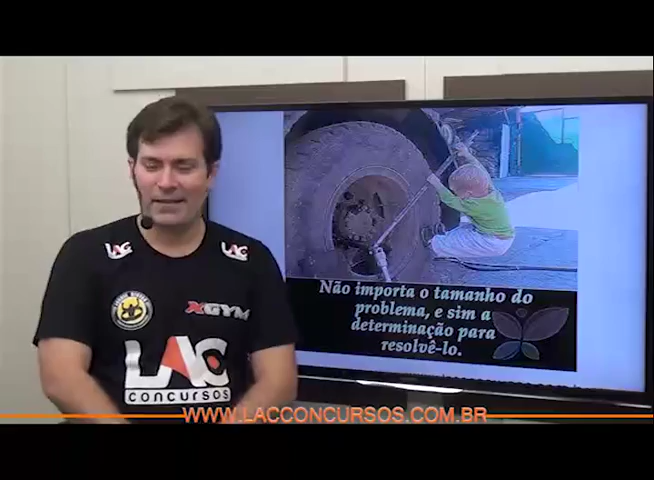 Não importa o tamanho do
problema, e sim a
determinação para
resolvê-lo.
LAC
LAC
XGYM
LAC
CONCURSOS
WWW.LACCONCURSOS.COM.BR